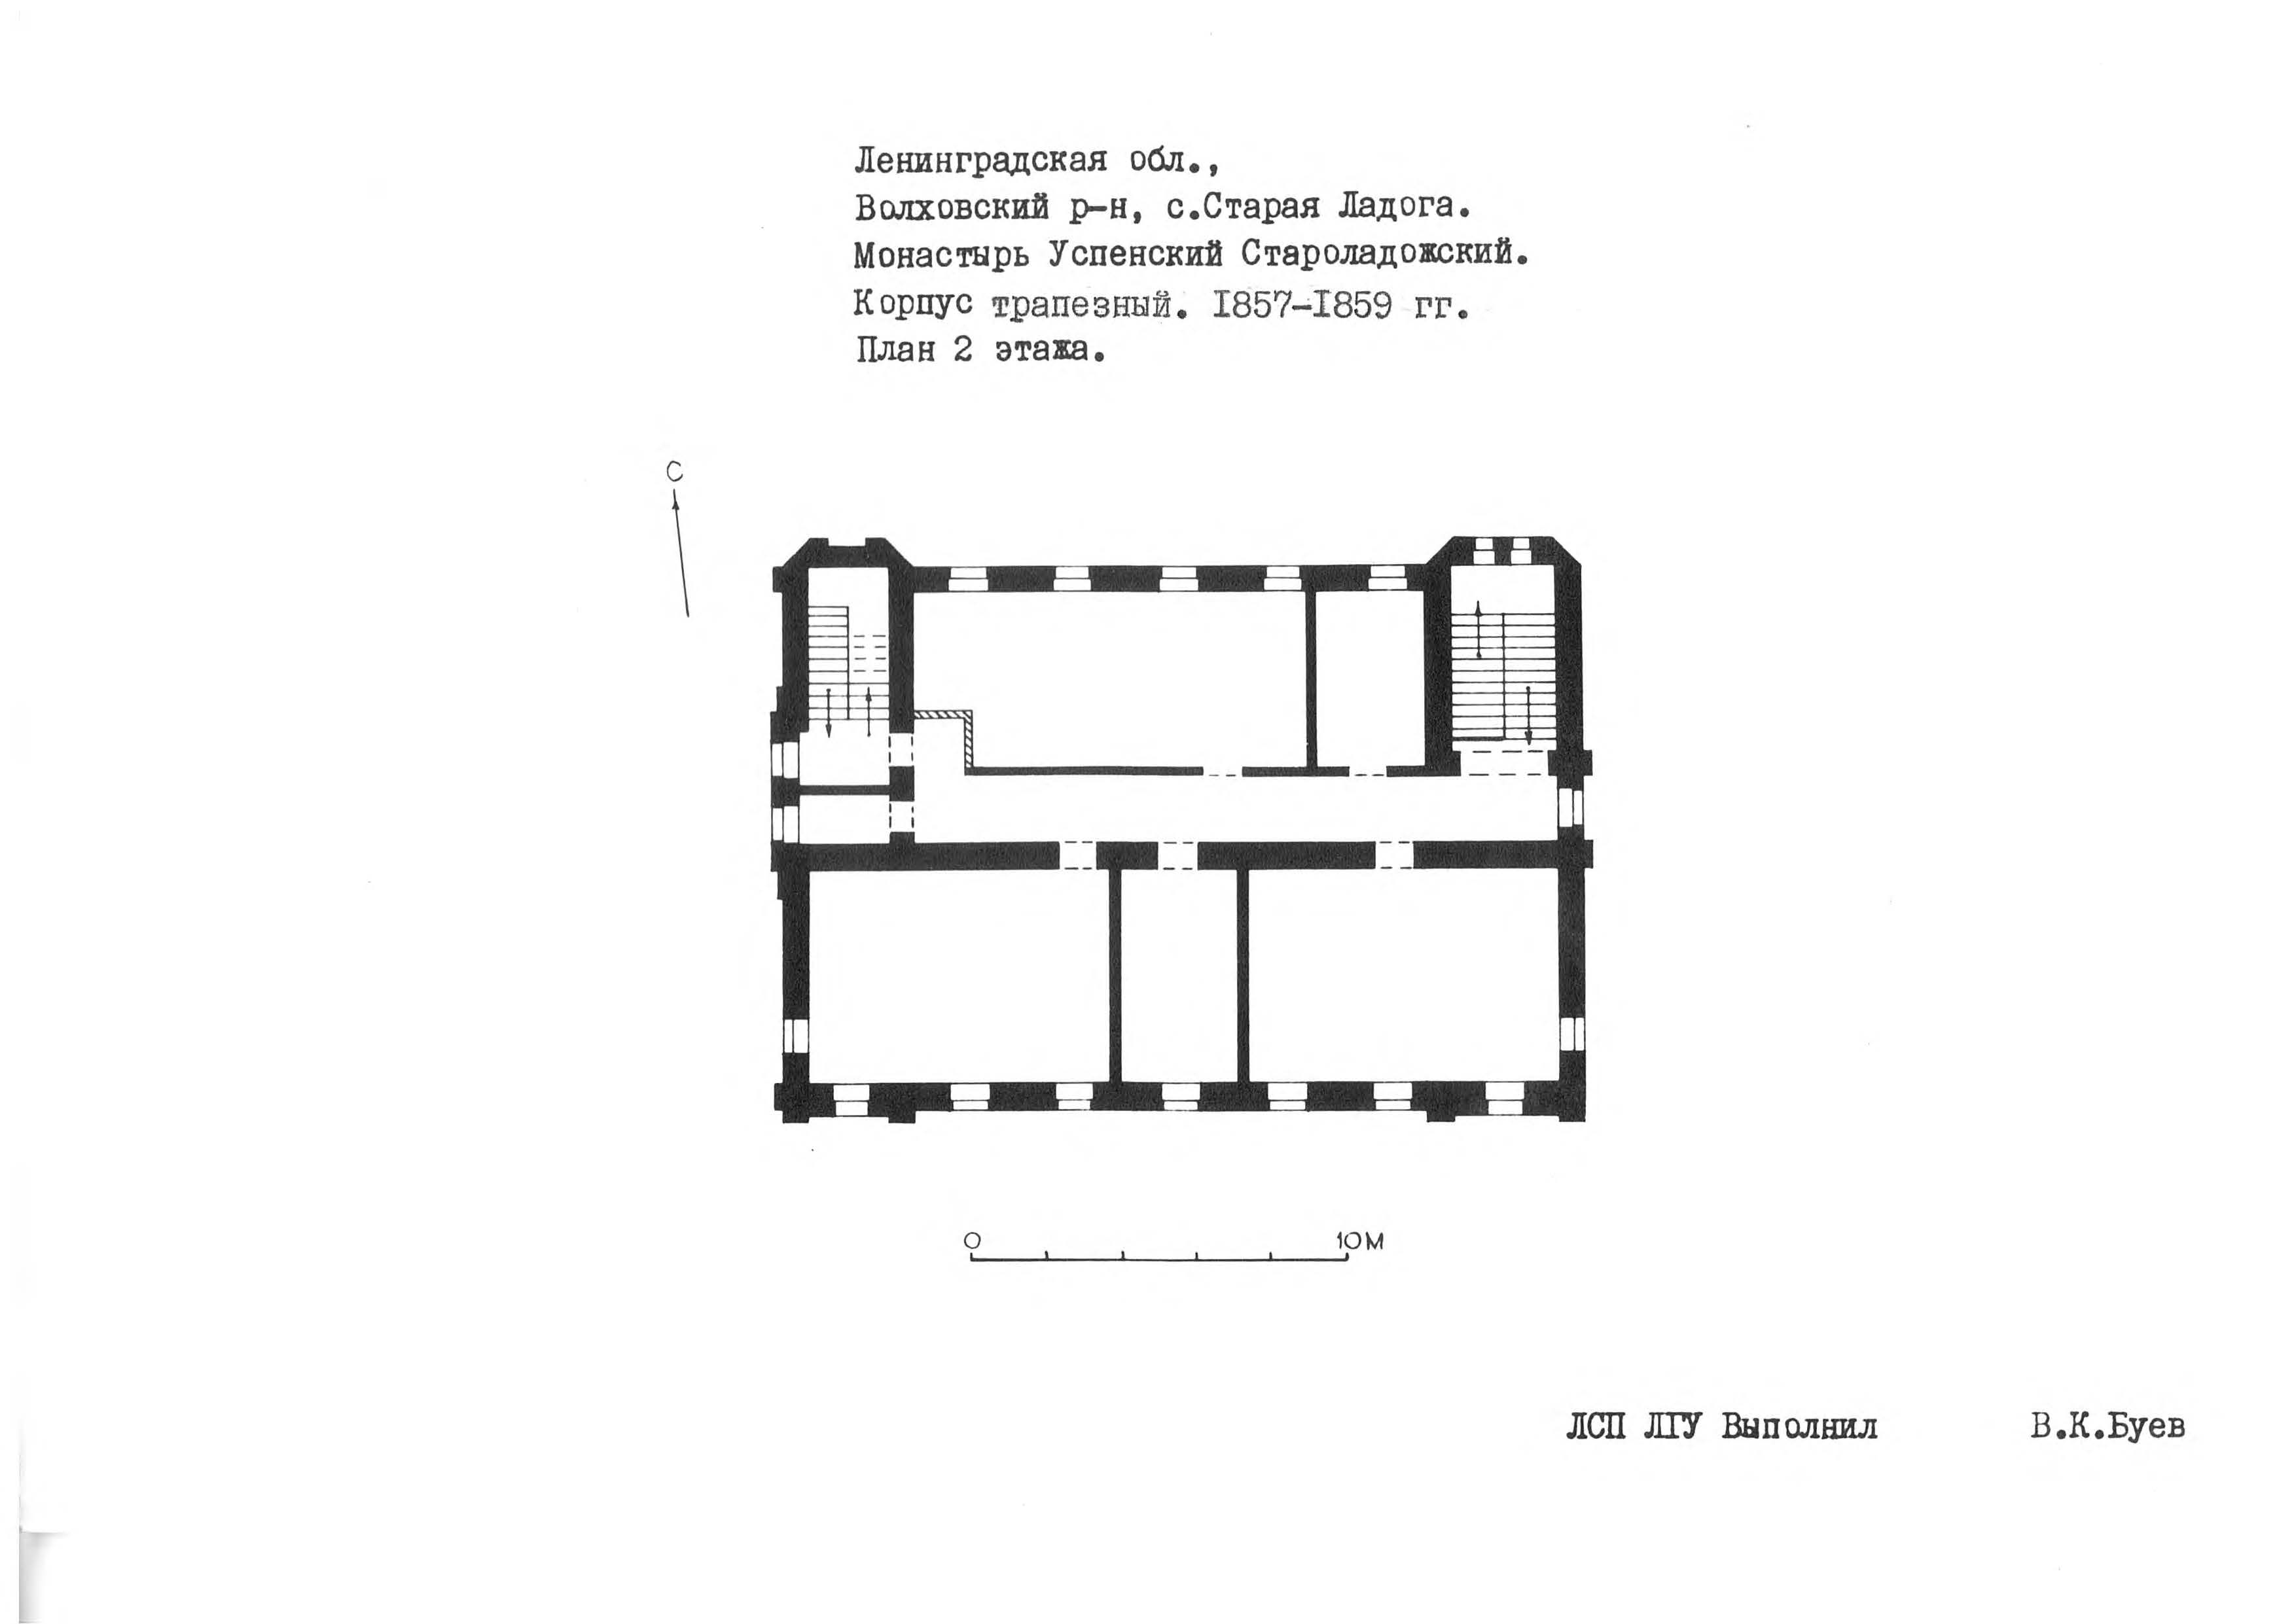 Ленинградская обл.,
Волховский р-н, с.Старая Ладога.
Монастырь Успенский Староладожский.
Корпус трапезный. 1857-1859 гг.
План 2 этажа.
С
0 10М
ЛСП ЛГУ Выполнил В.К.Буев